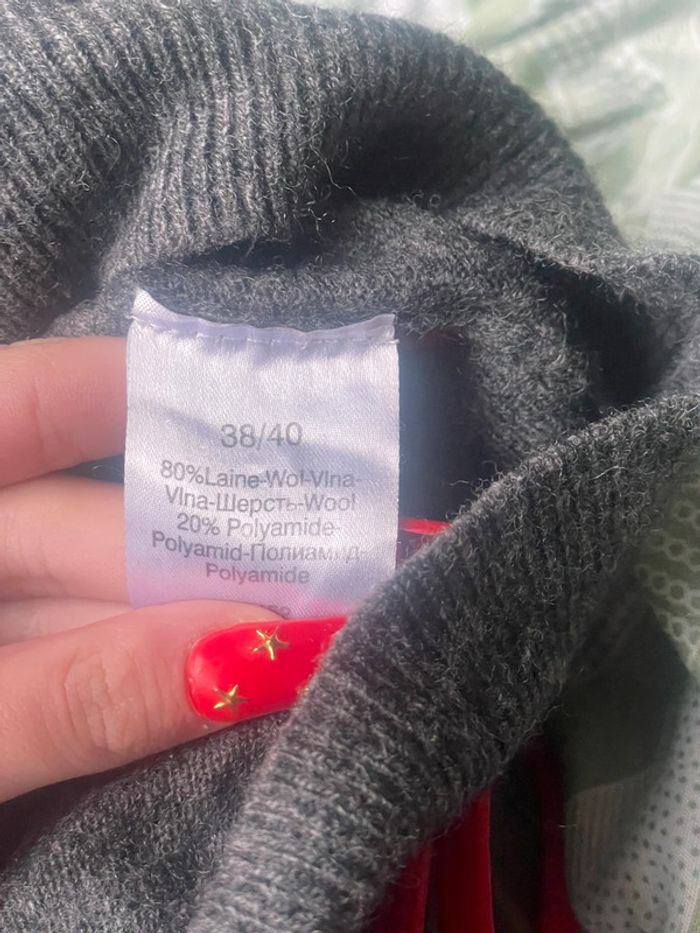 38/40
80%Laine-Wol-Vlna-
Vlna-Шерсть-Wool
20% Polyamide-
Polyamid-Полиамид-
Polyamide